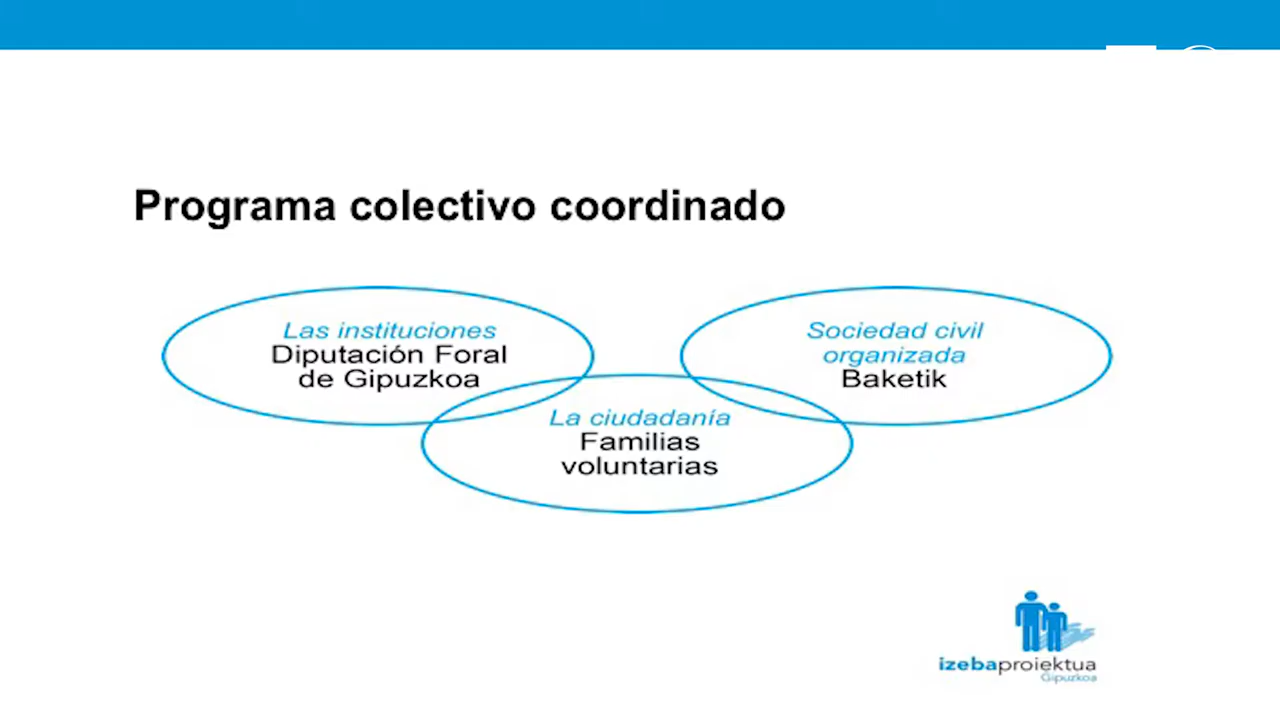 Programa colectivo coordinado
Las instituciones
Diputación Foral
de Gipuzkoa
Sociedad civil
organizada
Baketik
La ciudadanía
Familias
voluntarias
izebaproiektua
Gipuzkoa